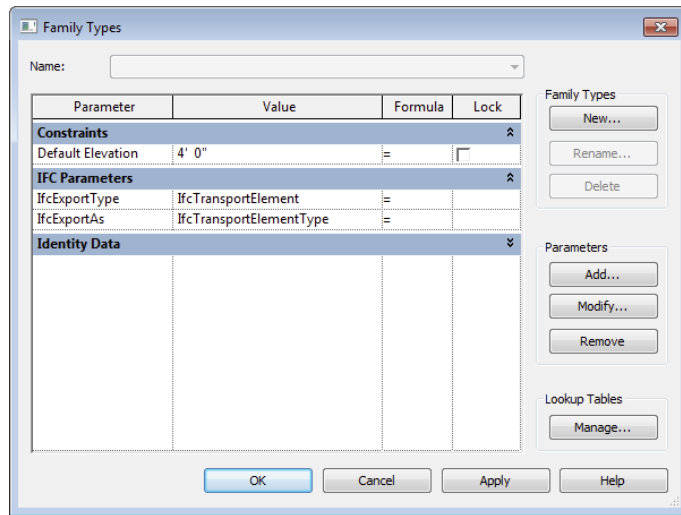 Family Types
Name:
Parameter Value Formula Lock
Constraints
Default Elevation 4' 0" =
IFC Parameters
IfcExportType IfcTransportElement =
IfcExportAs IfcTransportElementType =
Identity Data
Family Types
New...
Rename...
Delete
Parameters
Add...
Modify...
Remove
Lookup Tables
Manage...
OK Cancel Apply Help